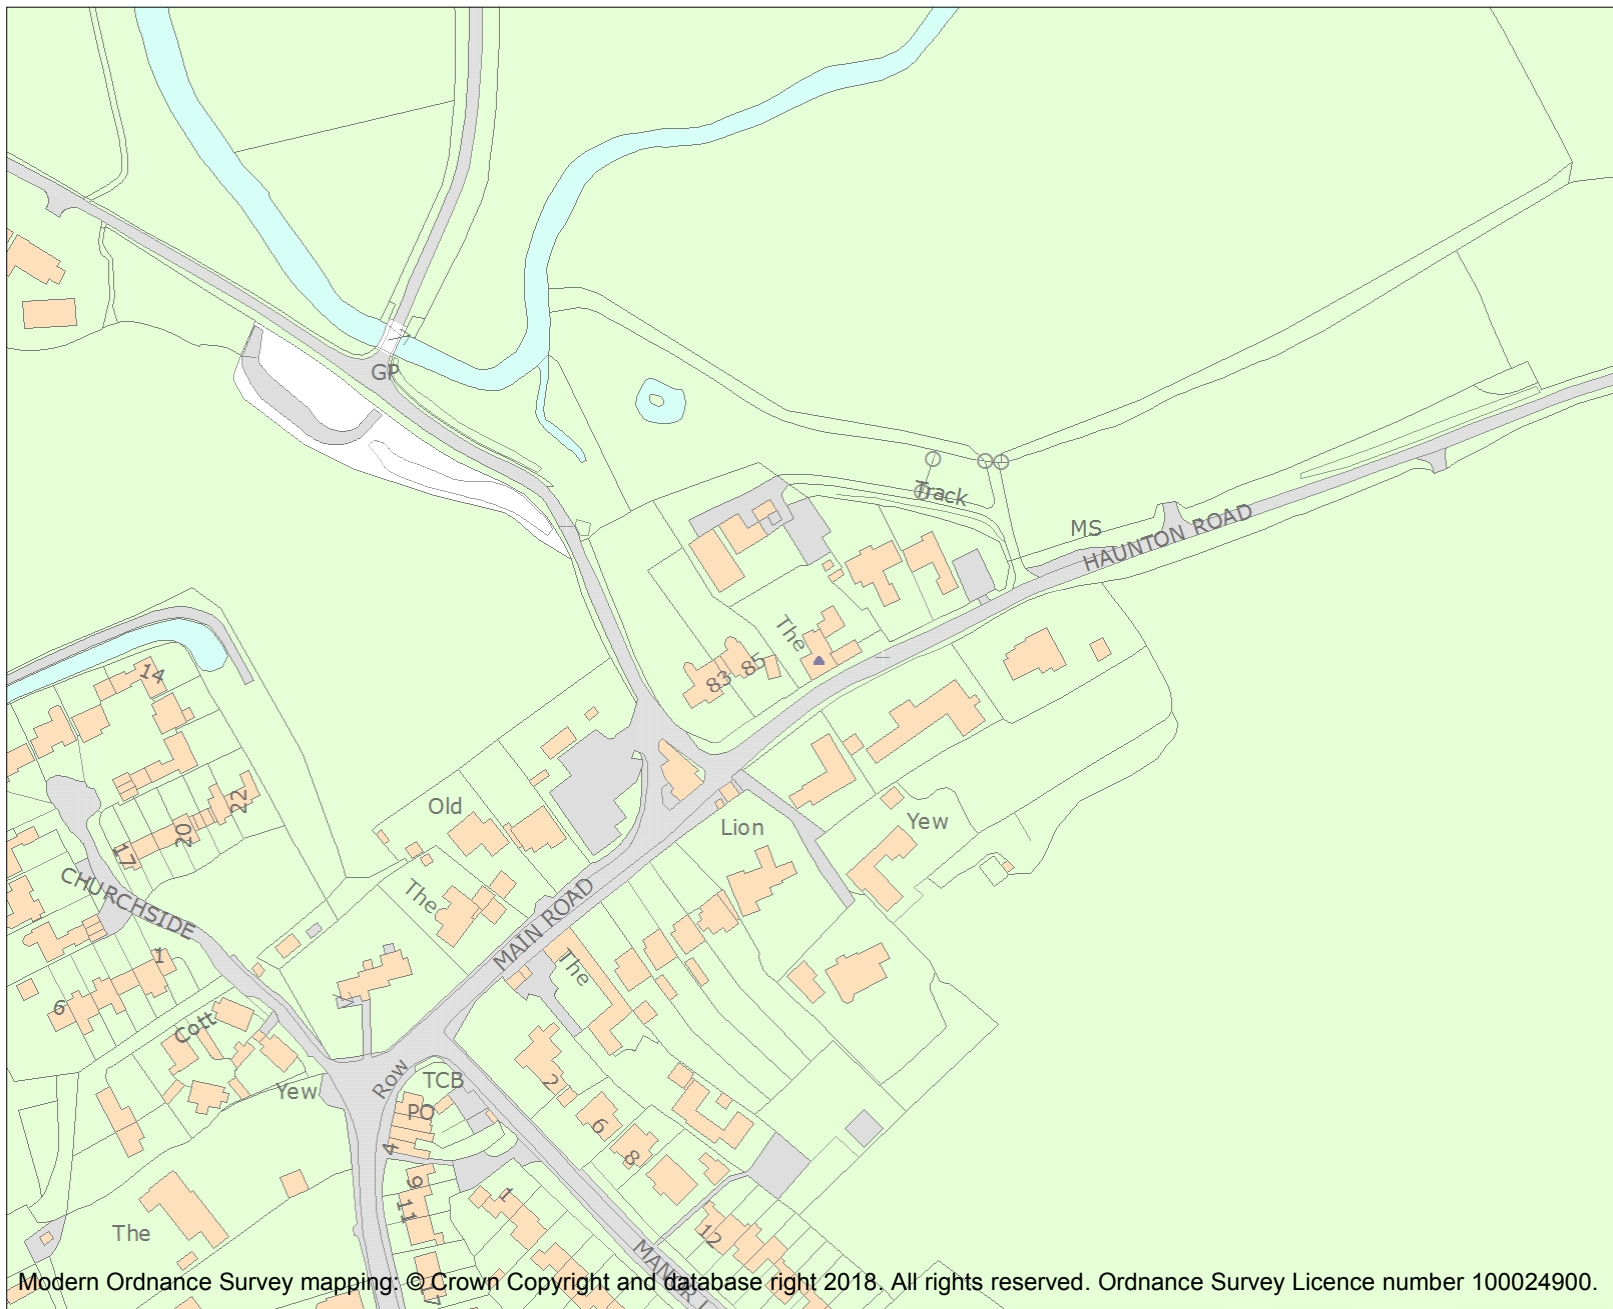 GP
Track
MS
HAUNTON ROAD
The
83
85
14
Old
Lion
Yew
22
20
17
CHURCHSIDE
The
MAIN ROAD
The
1
6
Cott
Yew
Row
TCB
PO
2
6
8
4
9
11
1
12
The
Modern Ordnance Survey mapping: © Crown Copyright and database right 2018. All rights reserved. Ordnance Survey Licence number 100024900.